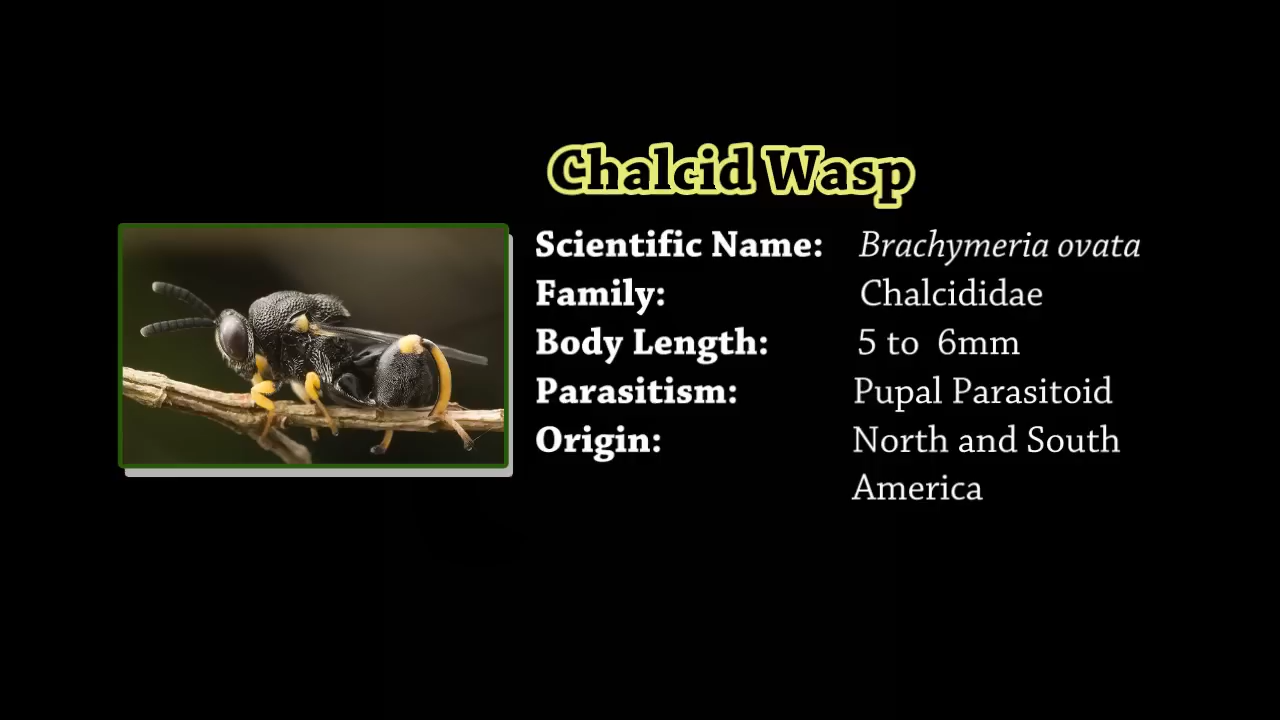 Chalcid Wasp
Scientific Name: Brachymeria ovata
Family: Chalcididae
Body Length: 5 to 6mm
Parasitism: Pupal Parasitoid
Origin: North and South
America